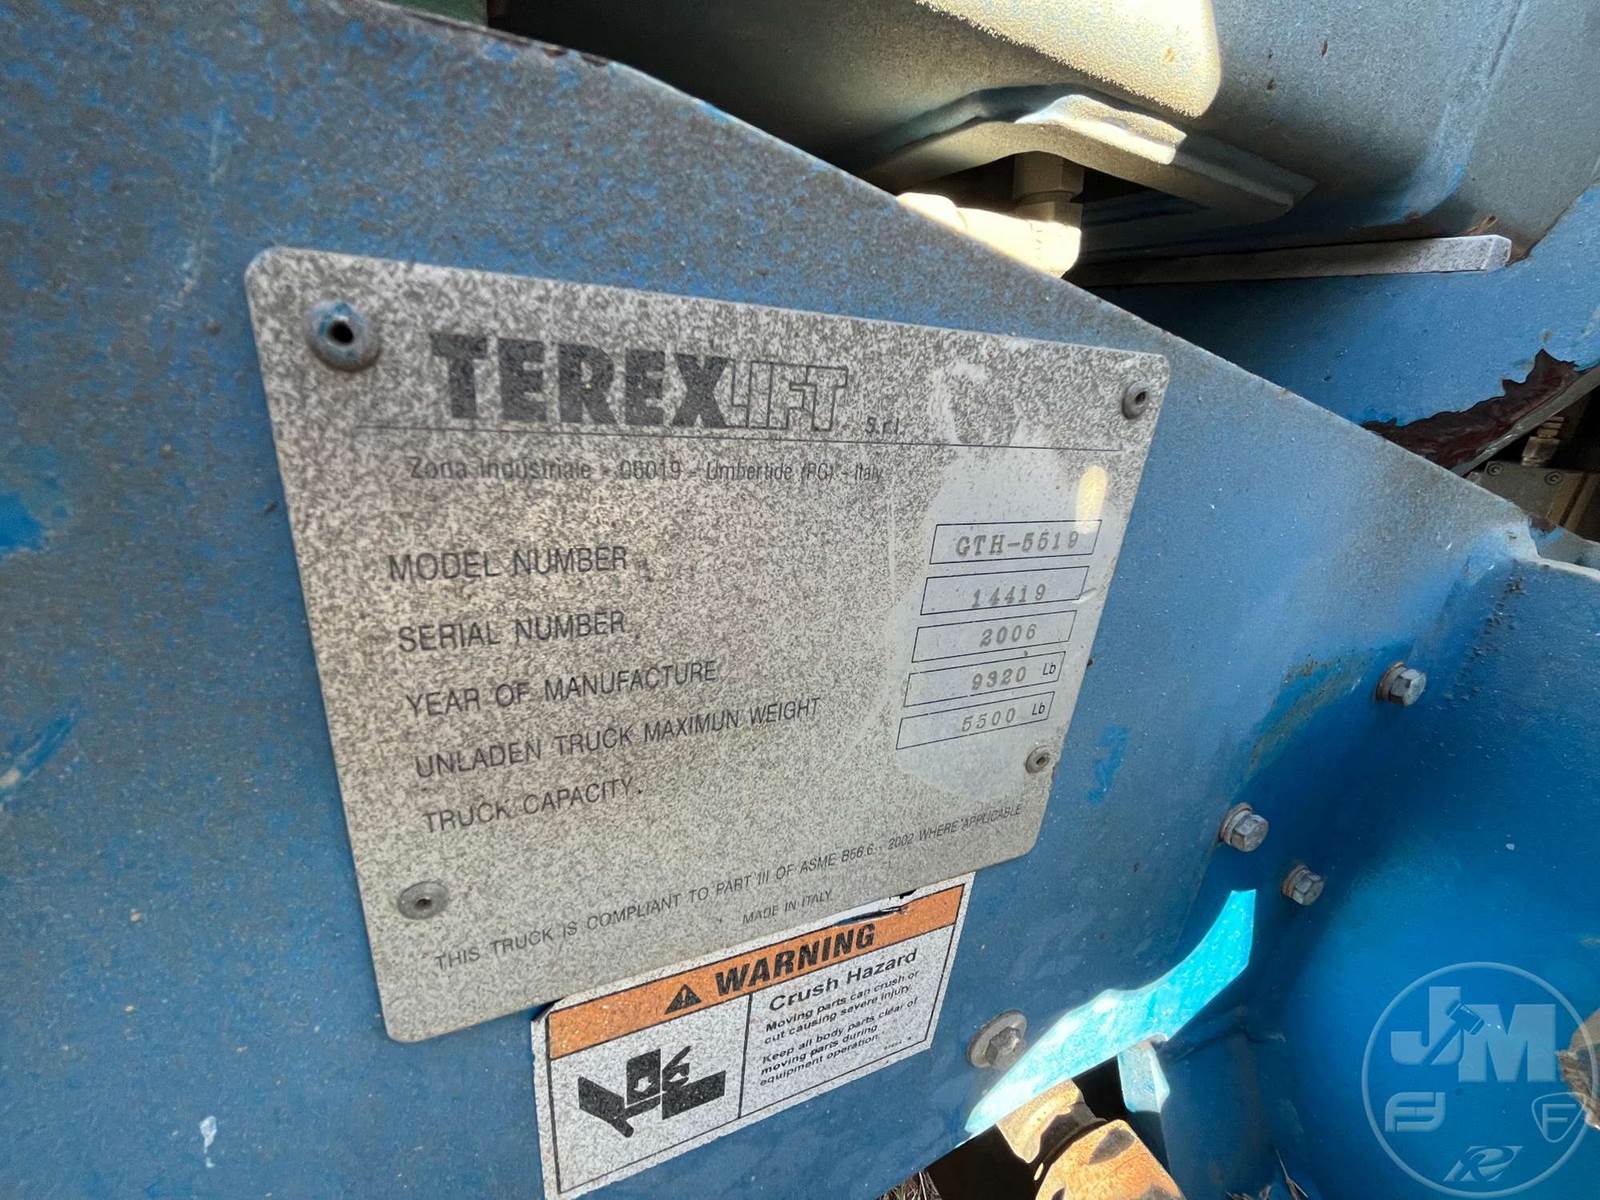 TEREXLIFT S.r.l.
Zona Industriale - 06019 - Umbertide (PG) - Italy
MODEL NUMBER GTH-5519
SERIAL NUMBER 14419
YEAR OF MANUFACTURE 2006
UNLADEN TRUCK MAXIMUN WEIGHT 9320 Lb
TRUCK CAPACITY. 5500 Lb
THIS TRUCK IS COMPLIANT TO PART III OF ASME B56.6.. 2002 WHERE APPLICABLE
MADE IN ITALY
WARNING
Crush Hazard
Moving parts can crush or
cut causing severe injury.
Keep all body parts clear of
moving parts during
equipment operation.
JM